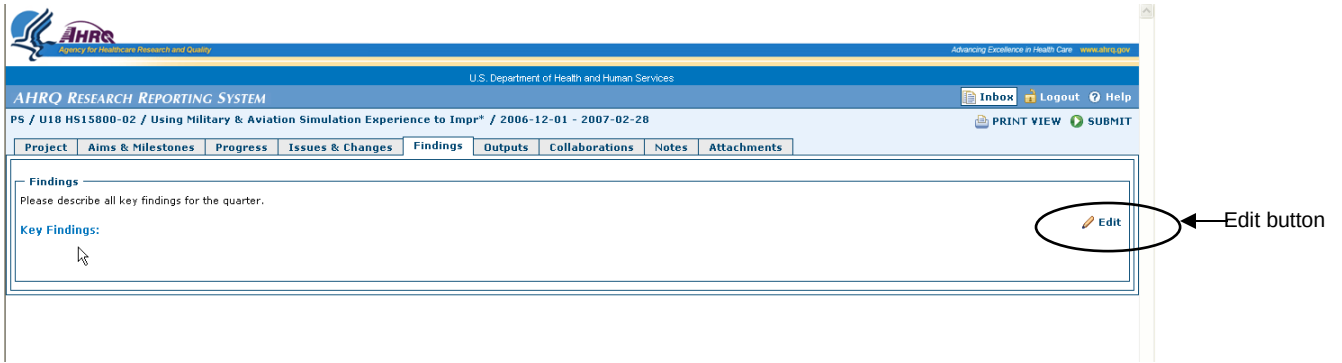 AHRQ
Agency for Healthcare Research and Quality
Advancing Excellence in Health Care www.ahrq.gov
U.S. Department of Health and Human Services
AHRQ RESEARCH REPORTING SYSTEM
Inbox Logout Help
PS / U18 HS15800-02 / Using Military & Aviation Simulation Experience to Impr* / 2006-12-01 - 2007-02-28
PRINT VIEW SUBMIT
Project Aims & Milestones Progress Issues & Changes Findings Outputs Collaborations Notes Attachments
Findings
Please describe all key findings for the quarter.
Edit
Edit button
Key Findings: